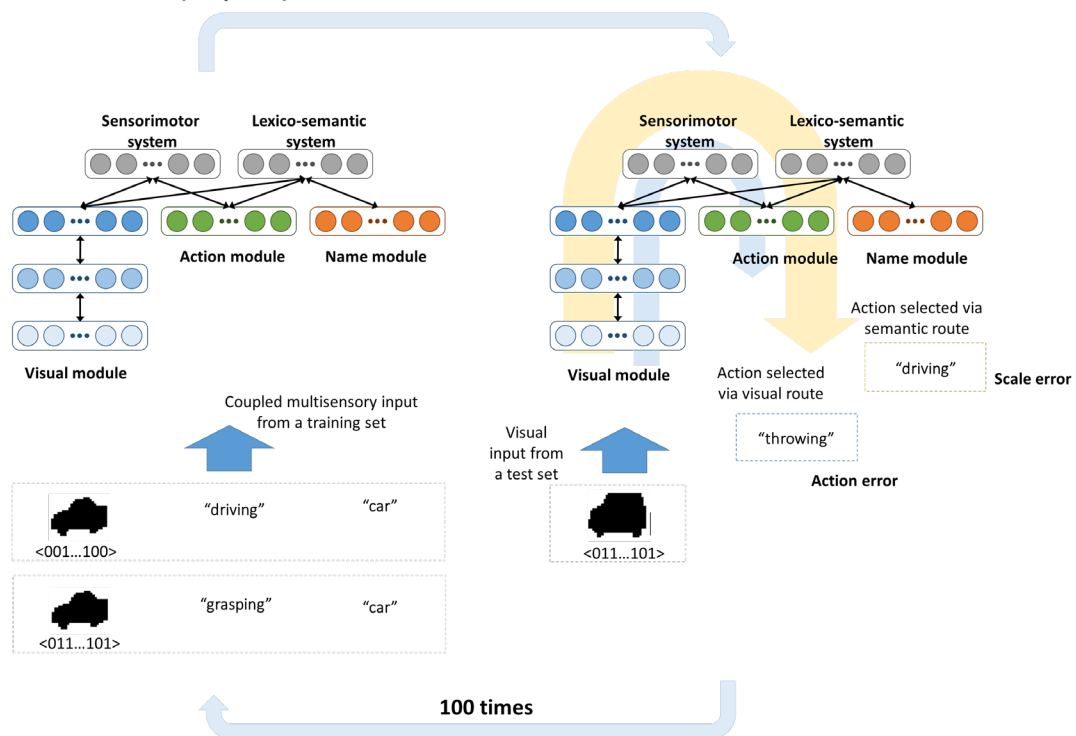 Sensorimotor
system
Lexico-semantic
system
Action module
Name module
Visual module
Coupled multisensory input
from a training set
"driving"
"car"
<001...100>
"grasping"
"car"
<011...101>
Sensorimotor
system
Lexico-semantic
system
Action module
Name module
Visual module
Action selected via
semantic route
"driving"
Scale error
Action selected
via visual route
"throwing"
Action error
Visual
input from
a test set
<011...101>
100 times